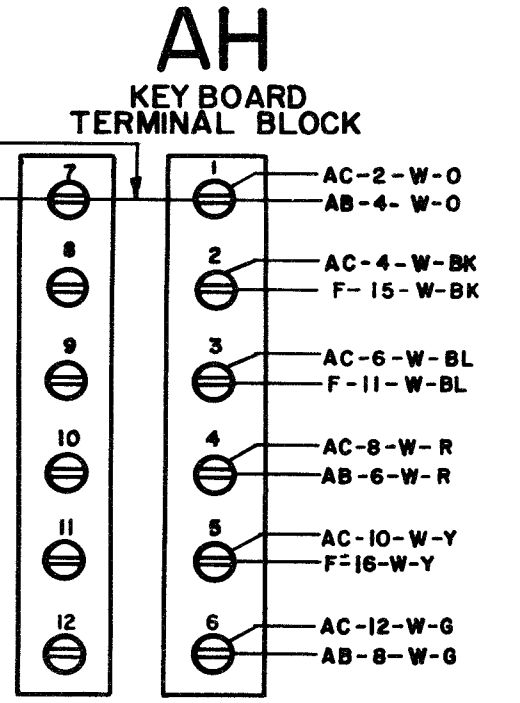 AH
KEY BOARD
TERMINAL BLOCK
7
1
AC-2-W-O
AB-4-W-O
8
2
AC-4-W-BK
F-15-W-BK
9
3
AC-6-W-BL
F-11-W-BL
10
4
AC-8-W-R
AB-6-W-R
11
5
AC-10-W-Y
F-16-W-Y
12
6
AC-12-W-G
AB-8-W-G